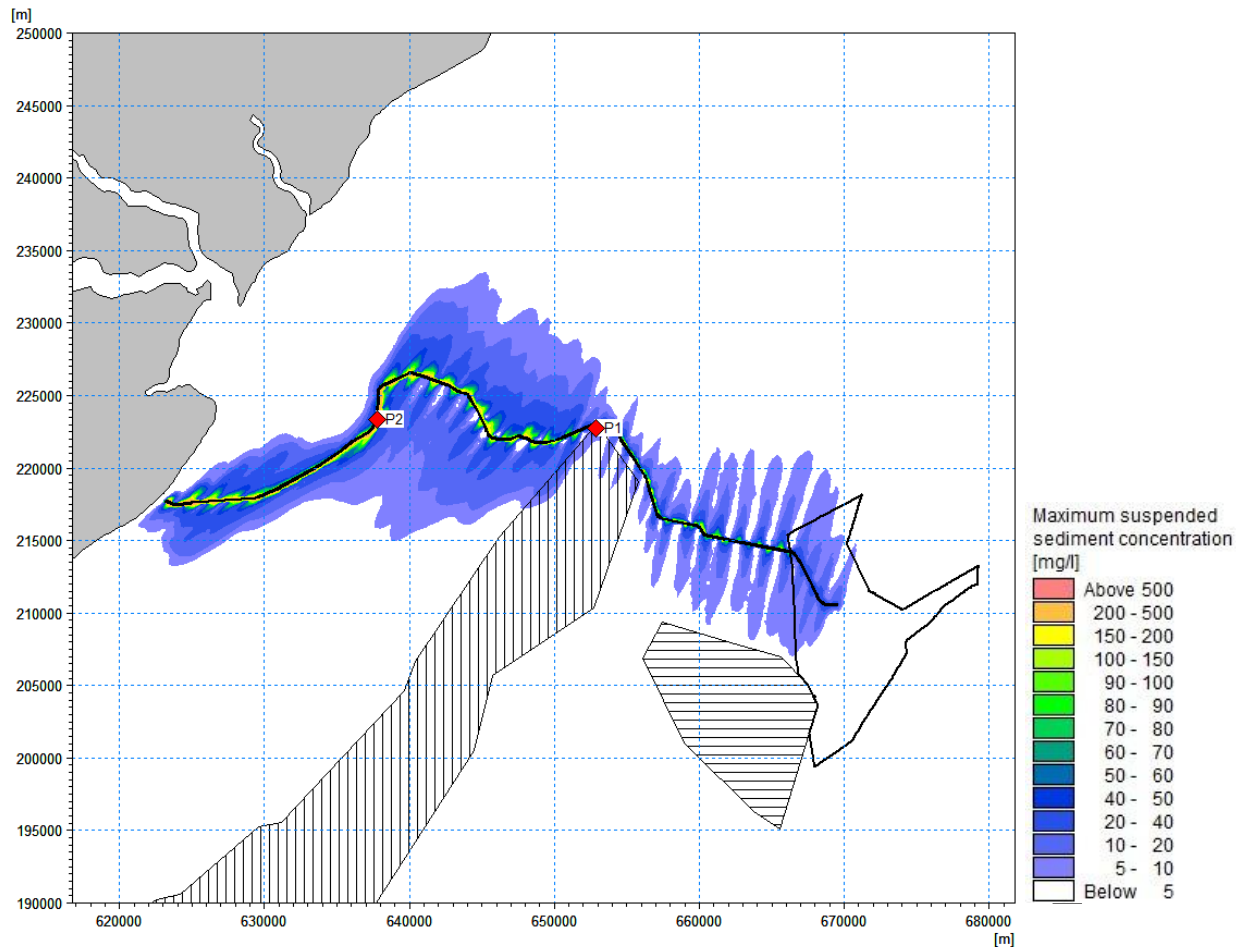 [m]
250000
245000
240000
235000
230000
225000
220000
215000
210000
205000
200000
195000
190000
620000 630000 640000 650000 660000 670000 680000
[m]
P2
P1
Maximum suspended
sediment concentration
[mg/l]
Above 500
200 - 500
150 - 200
100 - 150
90 - 100
80 - 90
70 - 80
60 - 70
50 - 60
40 - 50
20 - 40
10 - 20
5 - 10
Below 5